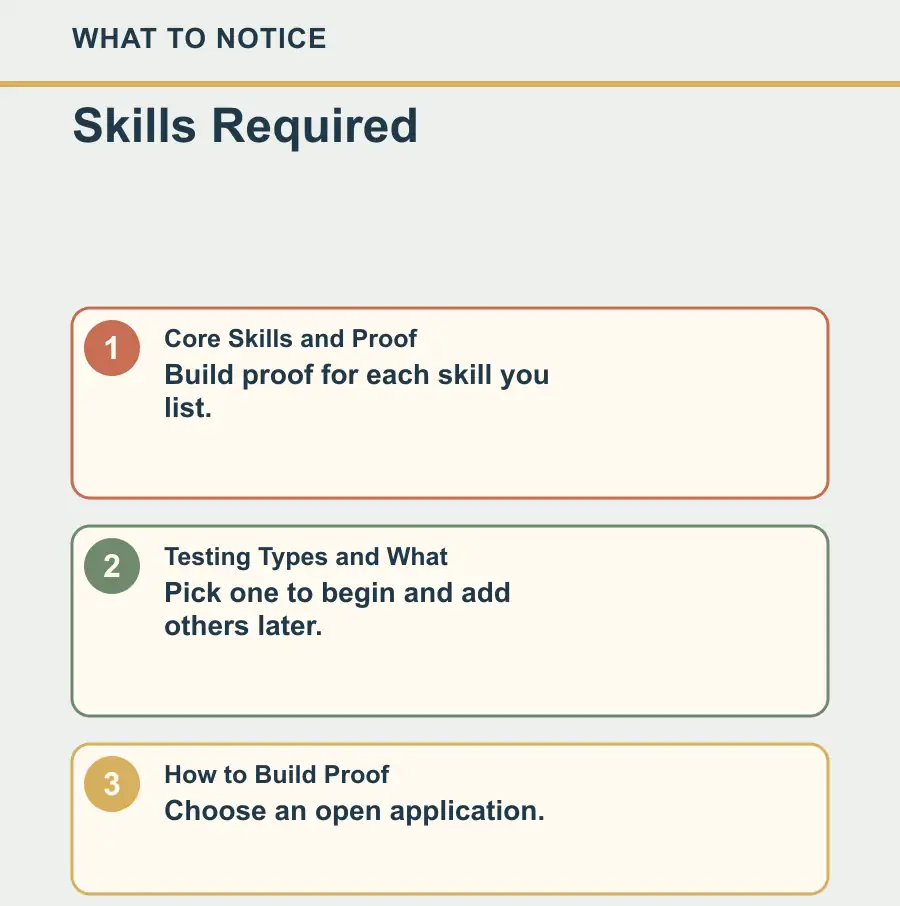 WHAT TO NOTICE
Skills Required
1
Core Skills and Proof
Build proof for each skill you
list.
2
Testing Types and What
Pick one to begin and add
others later.
3
How to Build Proof
Choose an open application.